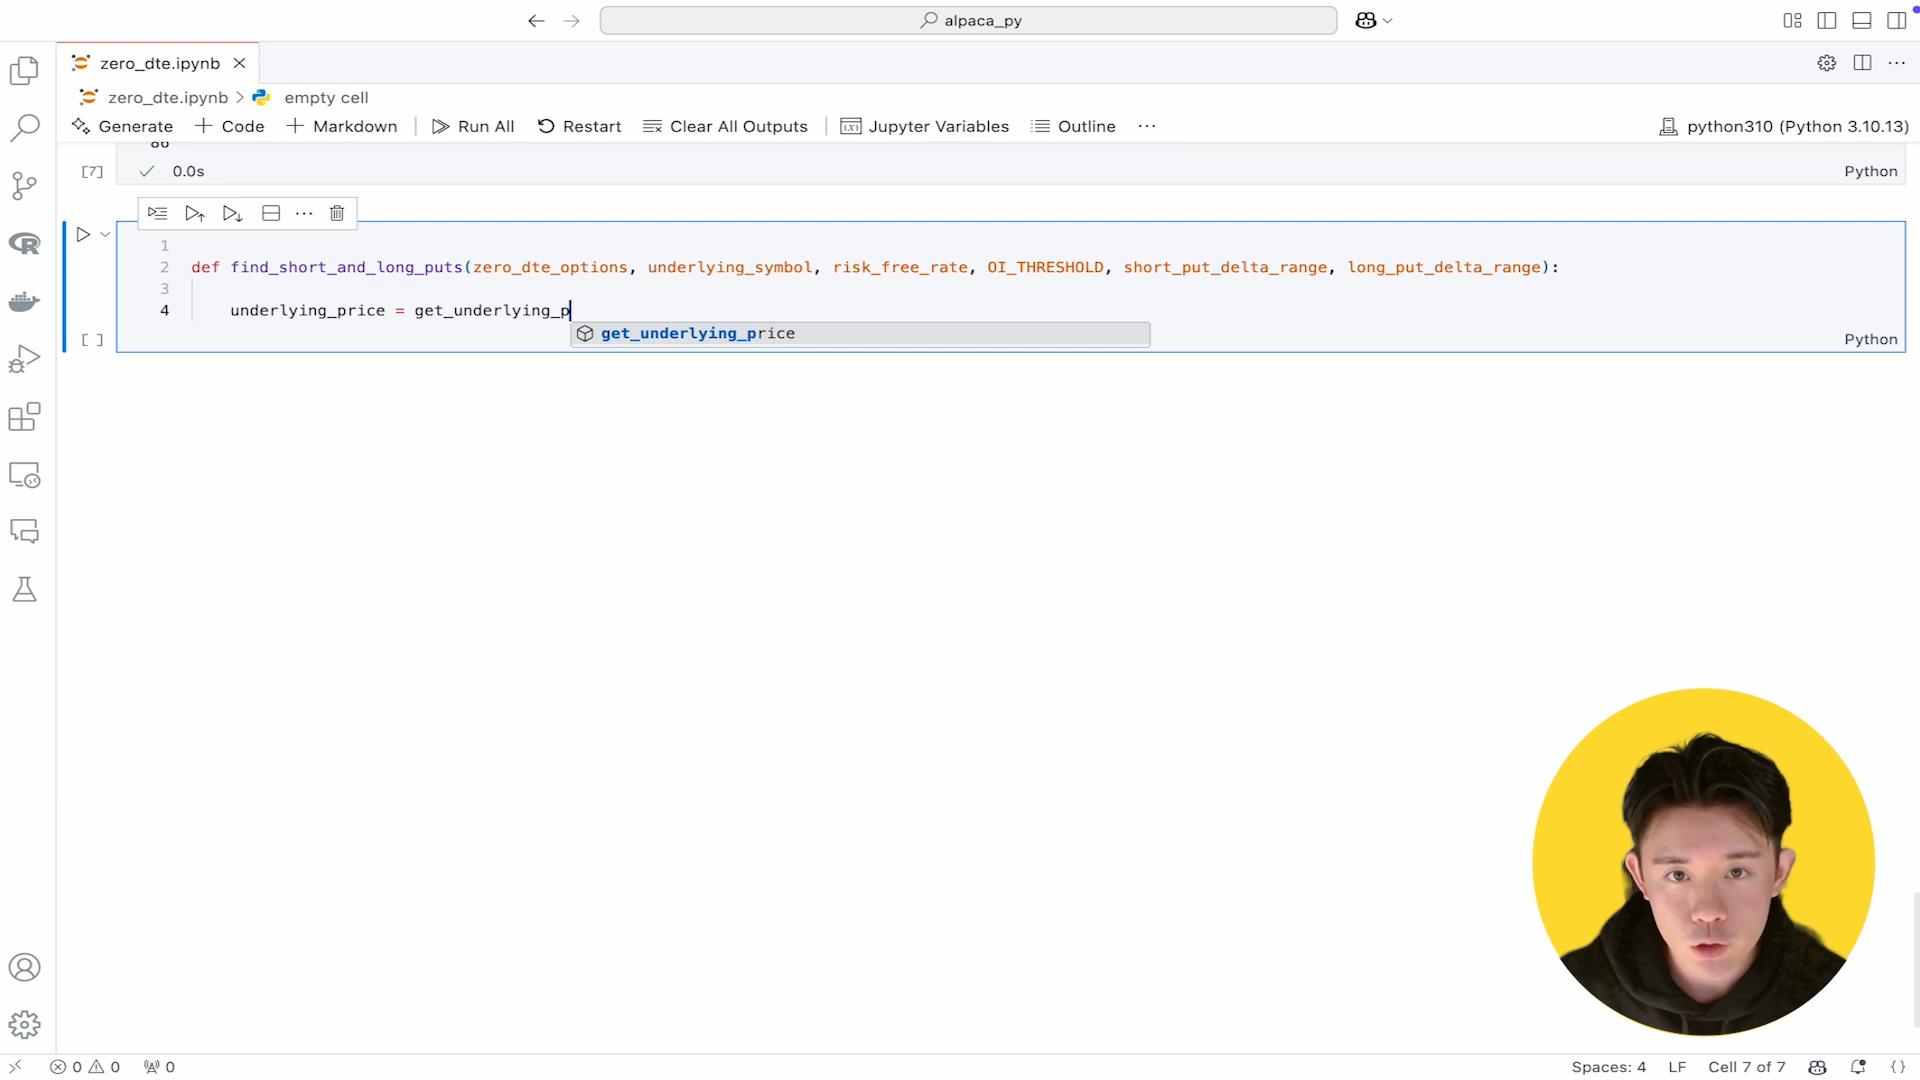 alpaca_py
zero_dte.ipynb
zero_dte.ipynb > empty cell
Generate + Code + Markdown | Run All Restart Clear All Outputs | Jupyter Variables Outline ... python310 (Python 3.10.13)
86
[7] 0.0s Python
1
2 def find_short_and_long_puts(zero_dte_options, underlying_symbol, risk_free_rate, OI_THRESHOLD, short_put_delta_range, long_put_delta_range):
3
4 underlying_price = get_underlying_p
get_underlying_price
[ ] Python
0 0 0 Spaces: 4 LF Cell 7 of 7 {}